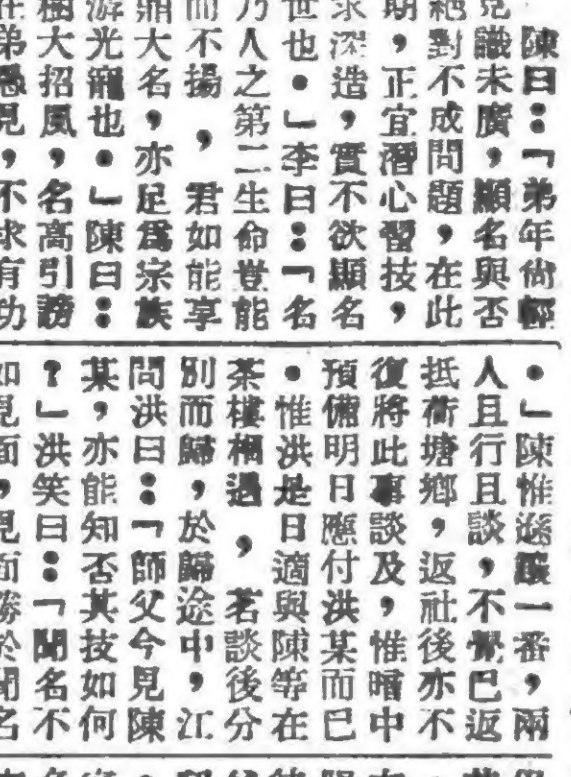 陳曰：「弟年尚輕
見識未廣，顯名與否
絕對不成問題，在此
期，正宜潛心習技，
求深造，實不欲顯名
世也。」李曰：「名
乃人之第二生命豈能
而不揚，君如能享
鼎大名，亦足爲宗族
游光寵也。」陳曰：
樹大招風，名高引謗
在弟愚見，不求有功
。」陳惟遜一番，兩
人且行且談，不覺已返
抵荷塘鄉，返社後亦不
復將此事談及，惟暗中
預備明日應付洪某而已
。惟洪是日適與陳等在
茶樓相遇，茗談後分
別而歸，於歸途中，江
問洪曰：「師父今見陳
某，亦能知否其技如何
？」洪笑曰：「聞名不
如見面，見面勝於聞名